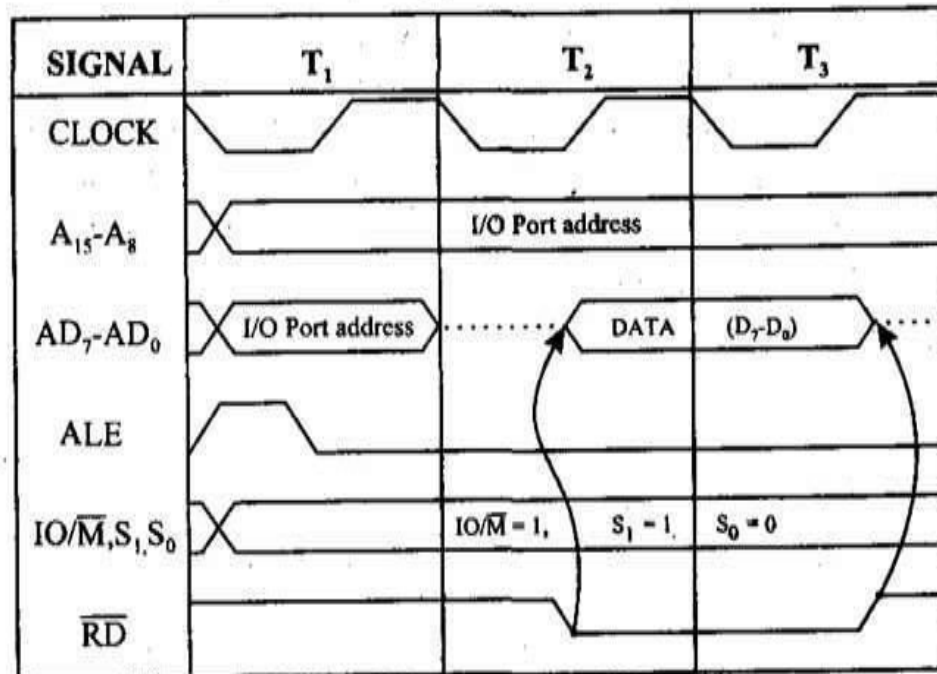 SIGNAL T₁ T₂ T₃
CLOCK
A₁₅-A₈ I/O Port address
AD₇-AD₀ I/O Port address DATA (D₇-D₀)
ALE
IO/M̅,S₁,S₀ IO/M̅ = 1, S₁ = 1, S₀ = 0
R̅D̅